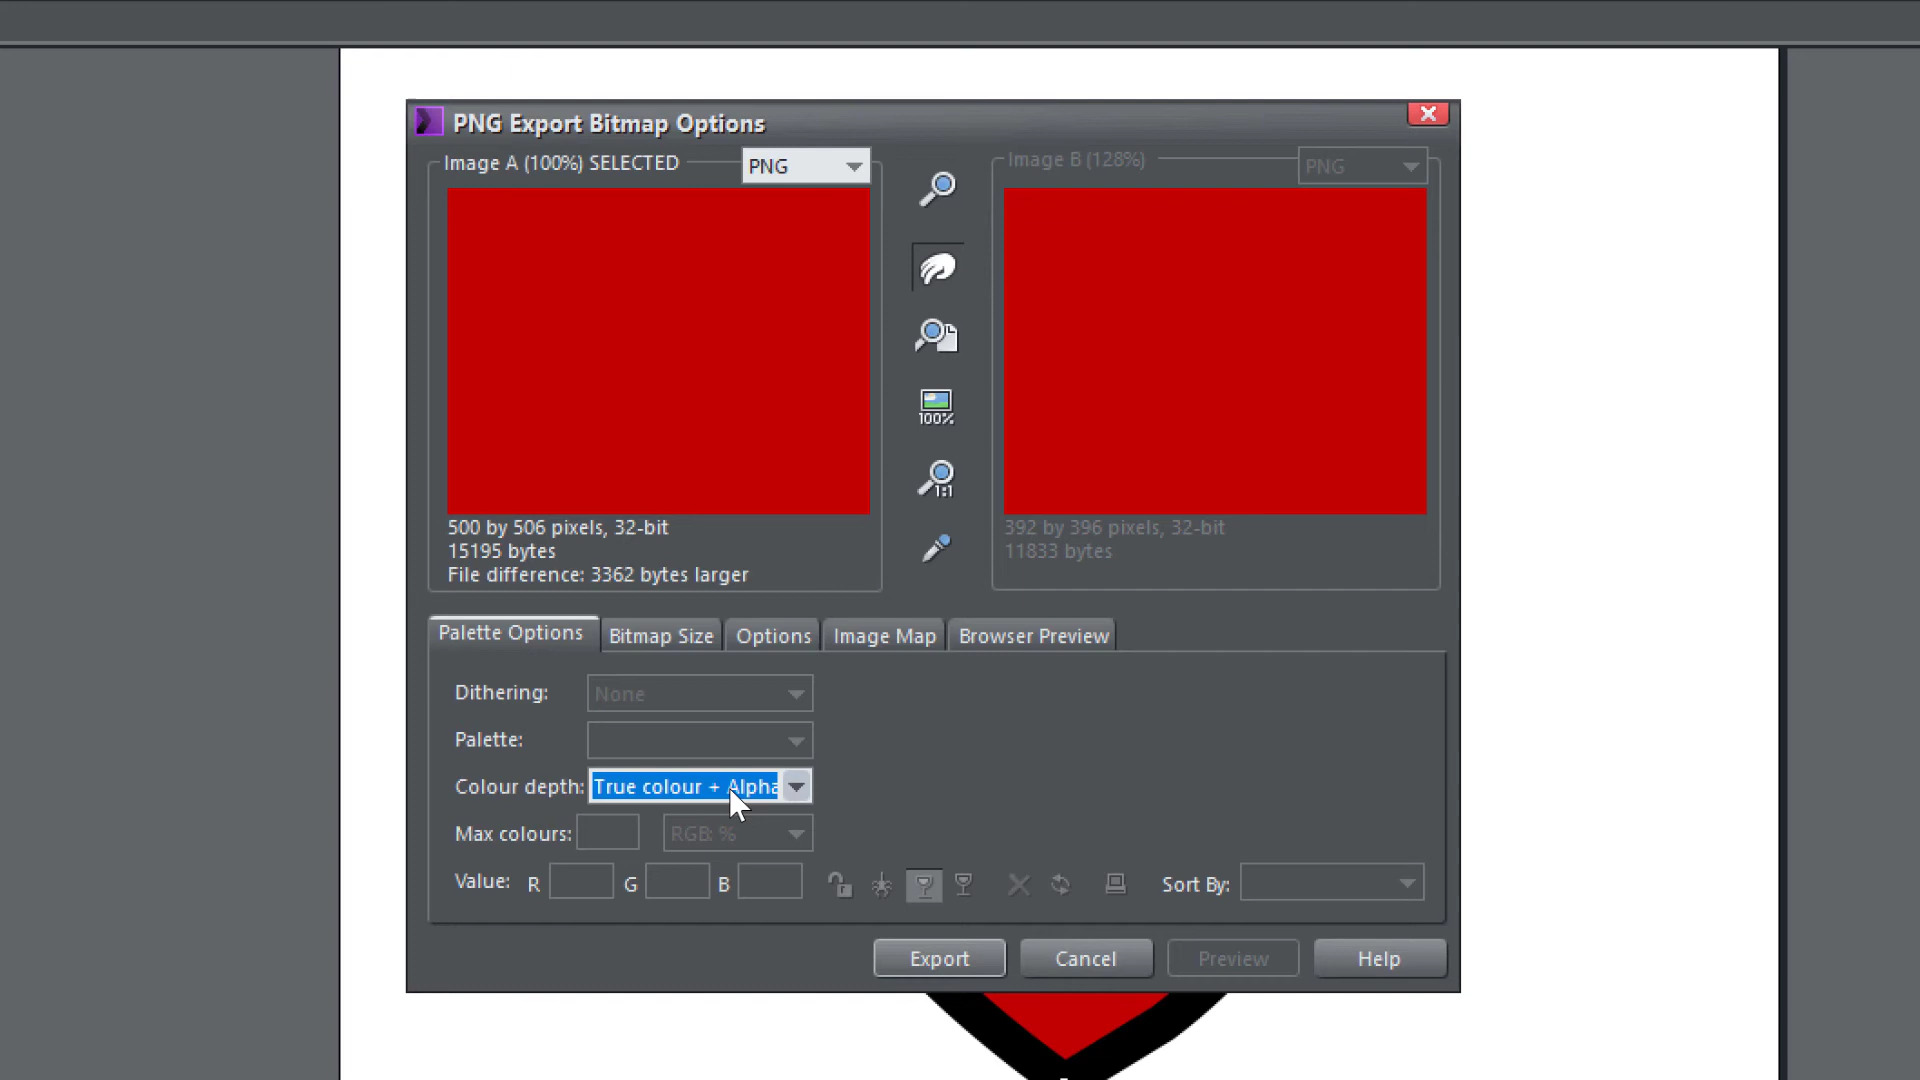 PNG Export Bitmap Options
Image A (100%) SELECTED
PNG
Image B (128%)
PNG
100%
1:1
500 by 506 pixels, 32-bit
15195 bytes
File difference: 3362 bytes larger
392 by 396 pixels, 32-bit
11833 bytes
Palette Options
Bitmap Size
Options
Image Map
Browser Preview
Dithering:
None
Palette:
Colour depth:
True colour + Alpha
Max colours:
RGB: %
Value:
R
G
B
Sort By:
Export
Cancel
Preview
Help